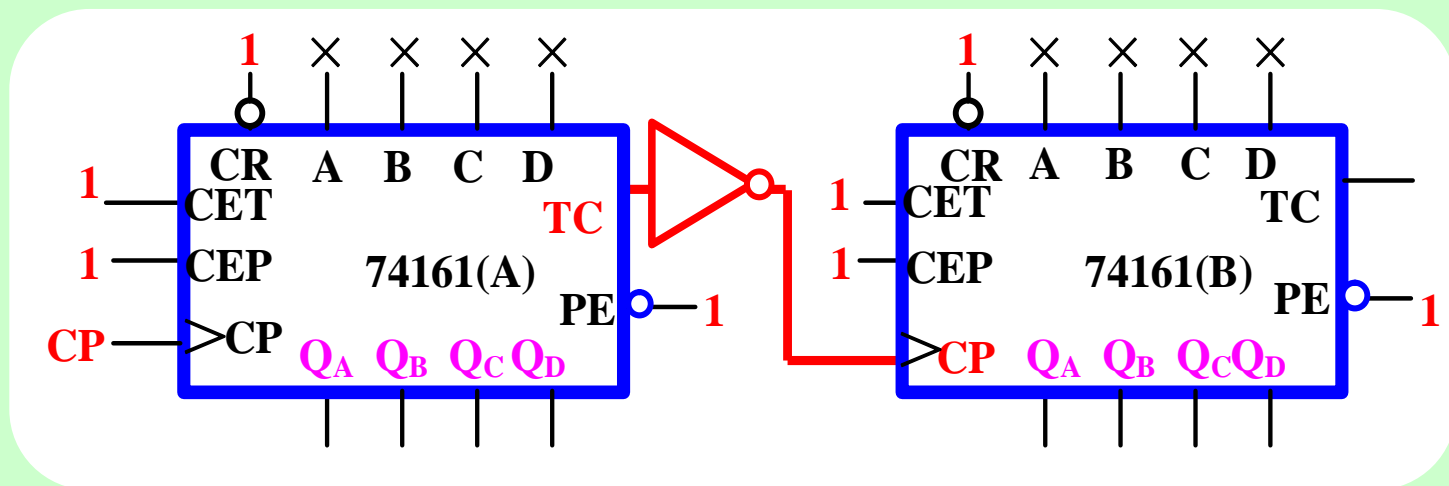 1 × × × × 1 × × × ×
CR A B C D CR A B C D
1 CET TC 1 CET TC
1 CEP 74161(A) 1 CEP 74161(B)
PE 1 PE 1
CP CP CP
QA QB QC QD QA QB QC QD